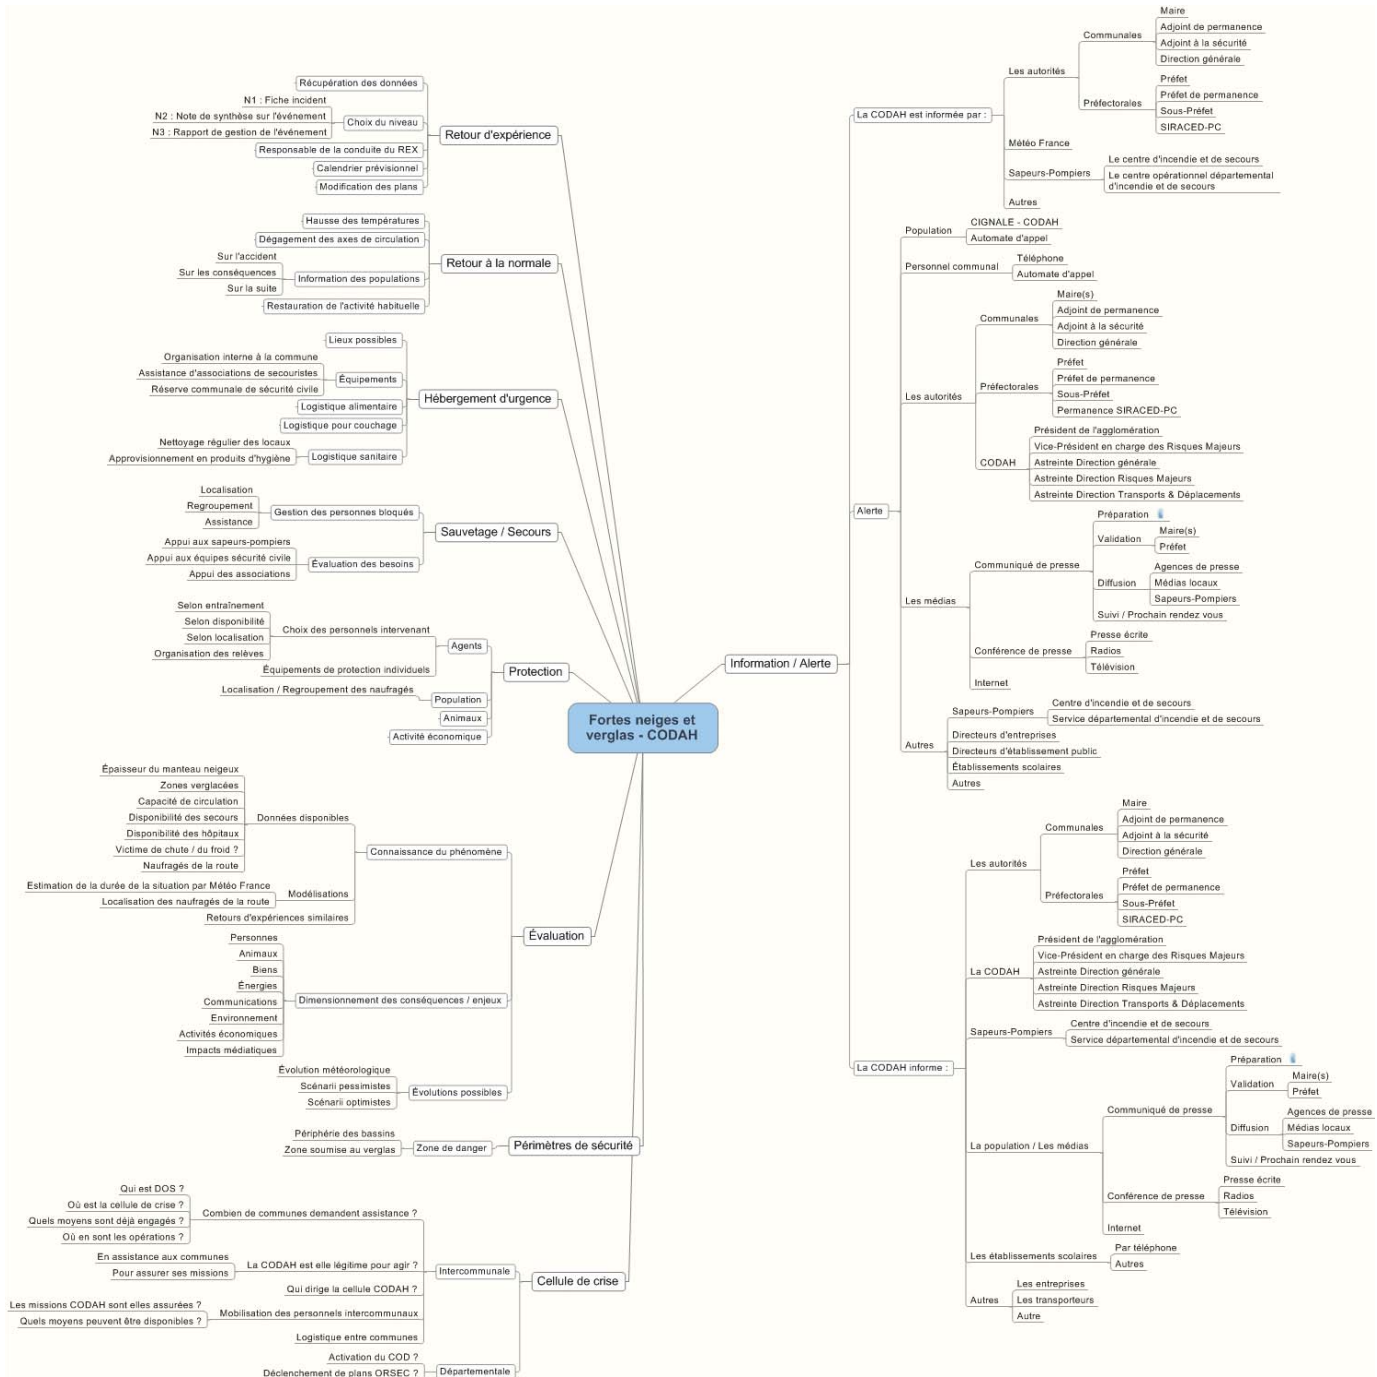 Fortes neiges et
verglas - CODAH
Retour d'expérience
Récupération des données
Choix du niveau
N1 : Fiche incident
N2 : Note de synthèse sur l'événement
N3 : Rapport de gestion de l'événement
Responsable de la conduite du REX
Calendrier prévisionnel
Modification des plans
Retour à la normale
Hausse des températures
Dégagement des axes de circulation
Information des populations
Sur l'accident
Sur les conséquences
Sur la suite
Restauration de l'activité habituelle
Hébergement d'urgence
Lieux possibles
Équipements
Organisation interne à la commune
Assistance d'associations de secouristes
Réserve communale de sécurité civile
Logistique alimentaire
Logistique pour couchage
Logistique sanitaire
Nettoyage régulier des locaux
Approvisionnement en produits d'hygiène
Sauvetage / Secours
Gestion des personnes bloqués
Localisation
Regroupement
Assistance
Évaluation des besoins
Appui aux sapeurs-pompiers
Appui aux équipes sécurité civile
Appui des associations
Protection
Agents
Choix des personnels intervenant
Selon entraînement
Selon disponibilité
Selon localisation
Organisation des relèves
Équipements de protection individuels
Population
Localisation / Regroupement des naufragés
Animaux
Activité économique
Évaluation
Connaissance du phénomène
Données disponibles
Épaisseur du manteau neigeux
Zones verglacées
Capacité de circulation
Disponibilité des secours
Disponibilité des hôpitaux
Victime de chute / du froid ?
Naufragés de la route
Modélisations
Estimation de la durée de la situation par Météo France
Localisation des naufragés de la route
Retours d'expériences similaires
Dimensionnement des conséquences / enjeux
Personnes
Animaux
Biens
Énergies
Communications
Environnement
Activités économiques
Impacts médiatiques
Évolutions possibles
Évolution météorologique
Scénarii pessimistes
Scénarii optimistes
Périmètres de sécurité
Zone de danger
Périphérie des bassins
Zone soumise au verglas
Cellule de crise
Intercommunale
Combien de communes demandent assistance ?
Qui est DOS ?
Où est la cellule de crise ?
Quels moyens sont déjà engagés ?
Où en sont les opérations ?
La CODAH est elle légitime pour agir ?
En assistance aux communes
Pour assurer ses missions
Qui dirige la cellule CODAH ?
Mobilisation des personnels intercommunaux
Les missions CODAH sont elles assurées ?
Quels moyens peuvent être disponibles ?
Logistique entre communes
Départementale
Activation du COD ?
Déclenchement de plans ORSEC ?
Information / Alerte
La CODAH est informée par :
Les autorités
Communales
Maire
Adjoint de permanence
Adjoint à la sécurité
Direction générale
Préfectorales
Préfet
Préfet de permanence
Sous-Préfet
SIRACED-PC
Météo France
Sapeurs-Pompiers
Le centre d'incendie et de secours
Le centre opérationnel départemental
d'incendie et de secours
Autres
Alerte
Population
CIGNALE - CODAH
Automate d'appel
Personnel communal
Téléphone
Automate d'appel
Les autorités
Communales
Maire(s)
Adjoint de permanence
Adjoint à la sécurité
Direction générale
Préfectorales
Préfet
Préfet de permanence
Sous-Préfet
Permanence SIRACED-PC
CODAH
Président de l'agglomération
Vice-Président en charge des Risques Majeurs
Astreinte Direction générale
Astreinte Direction Risques Majeurs
Astreinte Direction Transports & Déplacements
Les médias
Communiqué de presse
Préparation
Validation
Maire(s)
Préfet
Diffusion
Agences de presse
Médias locaux
Sapeurs-Pompiers
Suivi / Prochain rendez vous
Conférence de presse
Presse écrite
Radios
Télévision
Internet
Autres
Sapeurs-Pompiers
Centre d'incendie et de secours
Service départemental d'incendie et de secours
Directeurs d'entreprises
Directeurs d'établissement public
Établissements scolaires
Autres
La CODAH informe :
Les autorités
Communales
Maire
Adjoint de permanence
Adjoint à la sécurité
Direction générale
Préfectorales
Préfet
Préfet de permanence
Sous-Préfet
SIRACED-PC
La CODAH
Président de l'agglomération
Vice-Président en charge des Risques Majeurs
Astreinte Direction générale
Astreinte Direction Risques Majeurs
Astreinte Direction Transports & Déplacements
Sapeurs-Pompiers
Centre d'incendie et de secours
Service départemental d'incendie et de secours
La population / Les médias
Communiqué de presse
Préparation
Validation
Maire(s)
Préfet
Diffusion
Agences de presse
Médias locaux
Sapeurs-Pompiers
Suivi / Prochain rendez vous
Conférence de presse
Presse écrite
Radios
Télévision
Internet
Les établissements scolaires
Par téléphone
Autres
Autres
Les entreprises
Les transporteurs
Autre